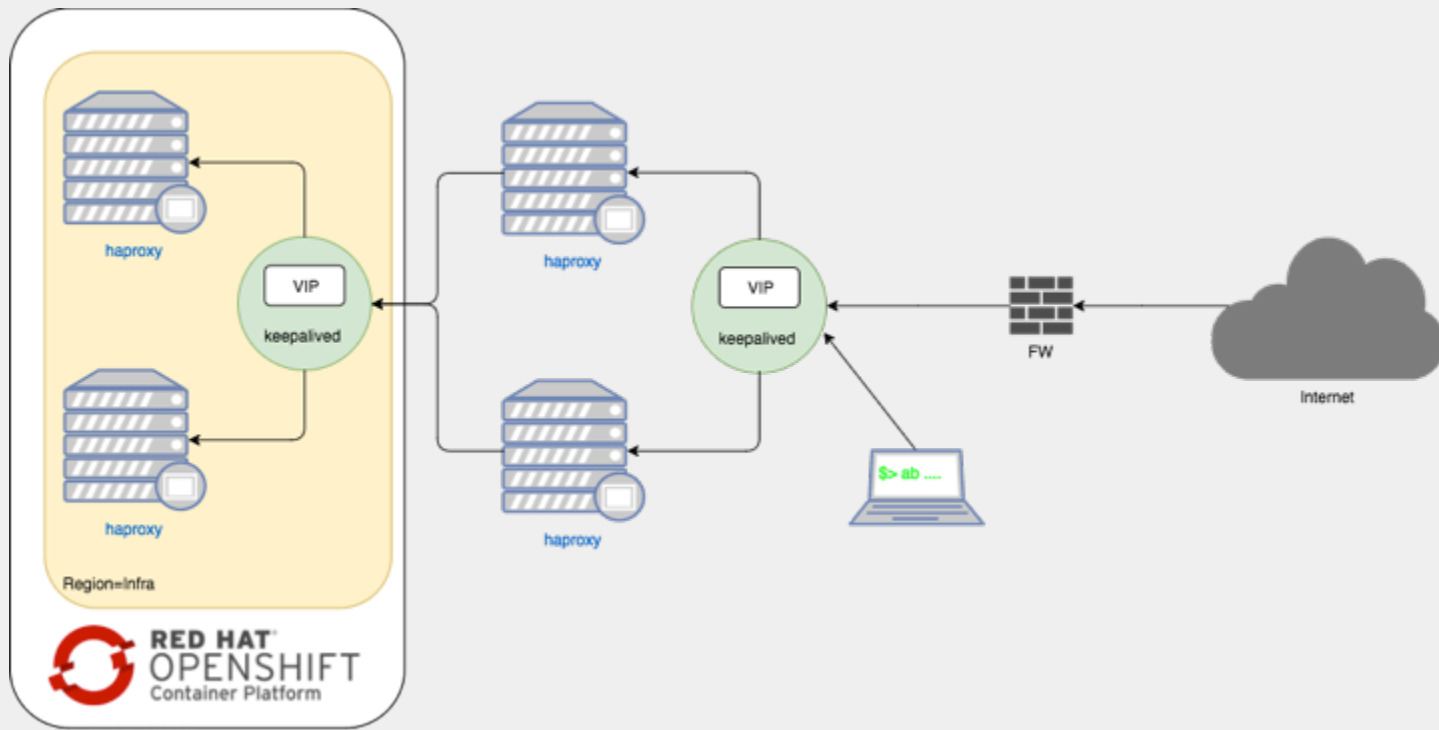 haproxy
VIP
keepalived
haproxy
Region=Infra
RED HAT
OPENSHIFT
Container Platform
haproxy
haproxy
VIP
keepalived
$> ab ....
FW
Internet